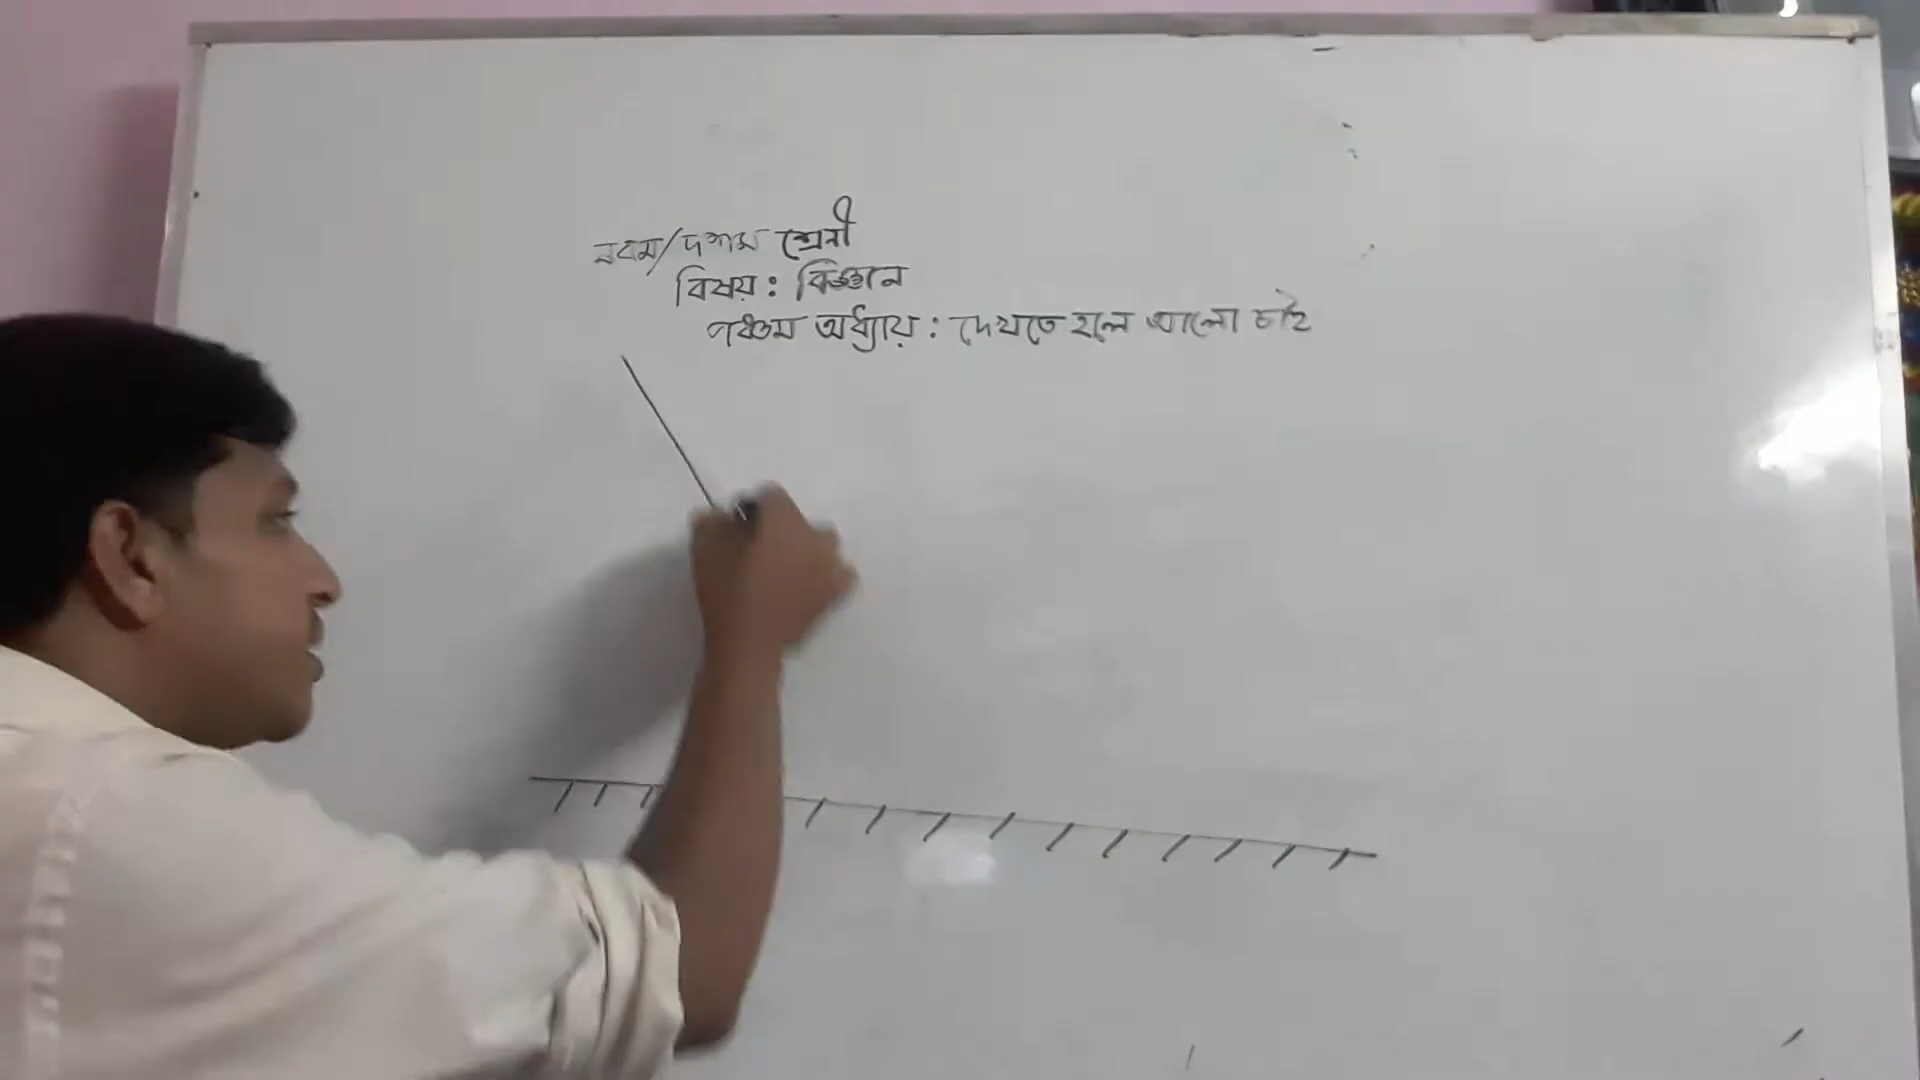 নবম/দশম শ্রেনী
বিষয়: বিজ্ঞান
পঞ্চম অধ্যায়: দেখতে হলে আলো চাই